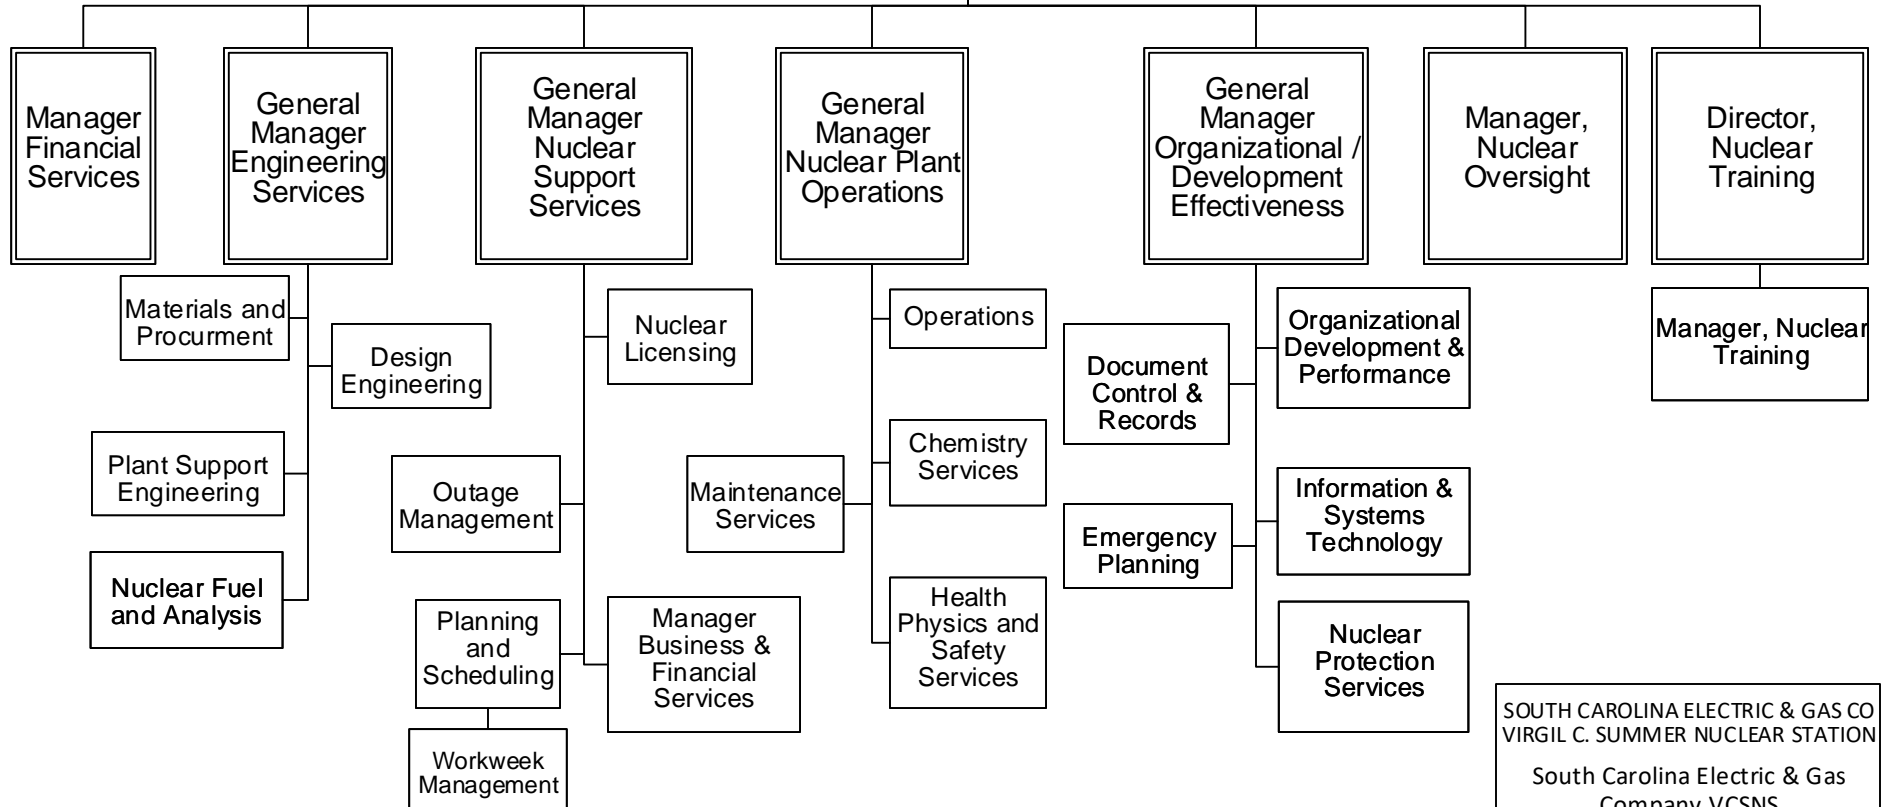 Manager
Financial
Services
General
Manager
Engineering
Services
General
Manager
Nuclear
Support
Services
General
Manager
Nuclear Plant
Operations
General
Manager
Organizational /
Development
Effectiveness
Manager,
Nuclear
Oversight
Director,
Nuclear
Training
Materials and
Procurment
Design
Engineering
Plant Support
Engineering
Nuclear Fuel
and Analysis
Nuclear
Licensing
Outage
Management
Planning
and
Scheduling
Manager
Business &
Financial
Services
Workweek
Management
Operations
Chemistry
Services
Maintenance
Services
Health
Physics and
Safety
Services
Organizational
Development &
Performance
Document
Control &
Records
Information &
Systems
Technology
Emergency
Planning
Nuclear
Protection
Services
Manager, Nuclear
Training
SOUTH CAROLINA ELECTRIC & GAS CO
VIRGIL C. SUMMER NUCLEAR STATION
South Carolina Electric & Gas
Company VCSNS